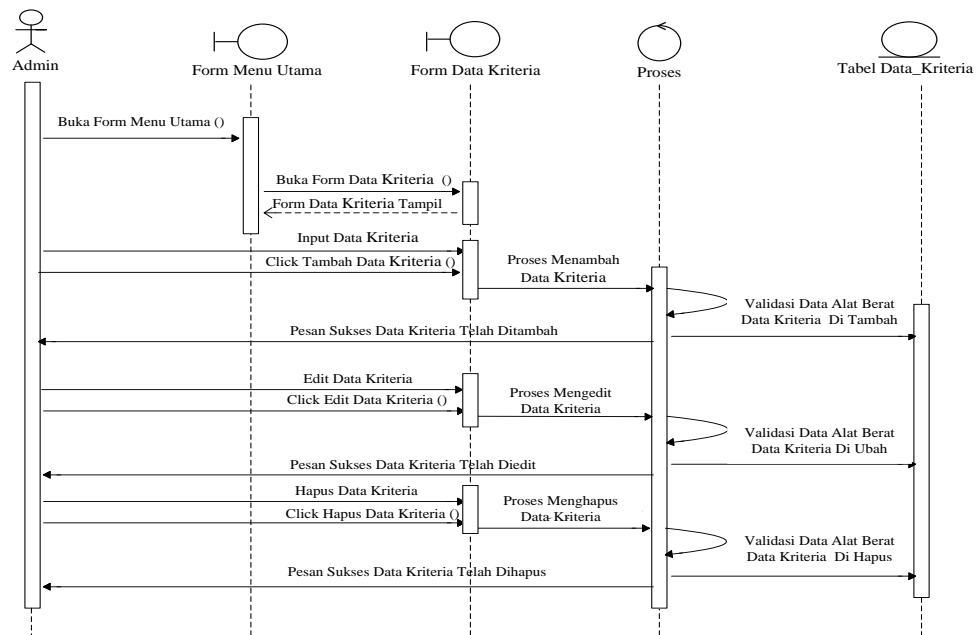 Admin
Form Menu Utama
Form Data Kriteria
Proses
Tabel Data_Kriteria
Buka Form Menu Utama ()
Buka Form Data Kriteria ()
Form Data Kriteria Tampil
Input Data Kriteria
Click Tambah Data Kriteria ()
Proses Menambah
Data Kriteria
Validasi Data Alat Berat
Data Kriteria Di Tambah
Pesan Sukses Data Kriteria Telah Ditambah
Edit Data Kriteria
Click Edit Data Kriteria ()
Proses Mengedit
Data Kriteria
Validasi Data Alat Berat
Data Kriteria Di Ubah
Pesan Sukses Data Kriteria Telah Diedit
Hapus Data Kriteria
Click Hapus Data Kriteria ()
Proses Menghapus
Data Kriteria
Validasi Data Alat Berat
Data Kriteria Di Hapus
Pesan Sukses Data Kriteria Telah Dihapus